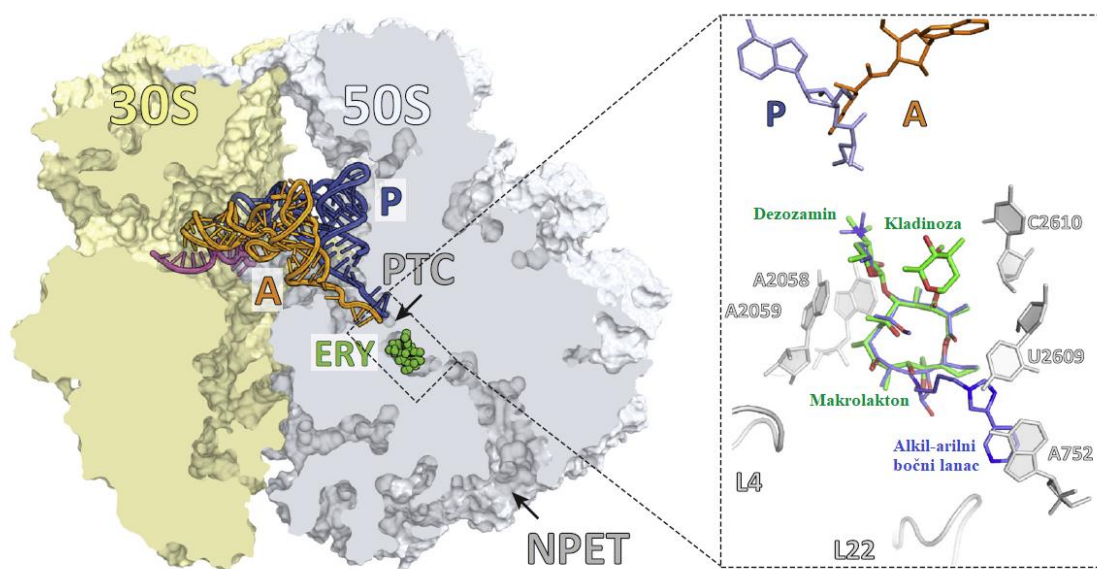 30S
50S
P
PTC
A
ERY
NPET
P
A
Dezozamin
Kladinoza
C2610
A2058
A2059
U2609
Makrolakton
Alkil-arilni
bočni lanac
A752
L4
L22